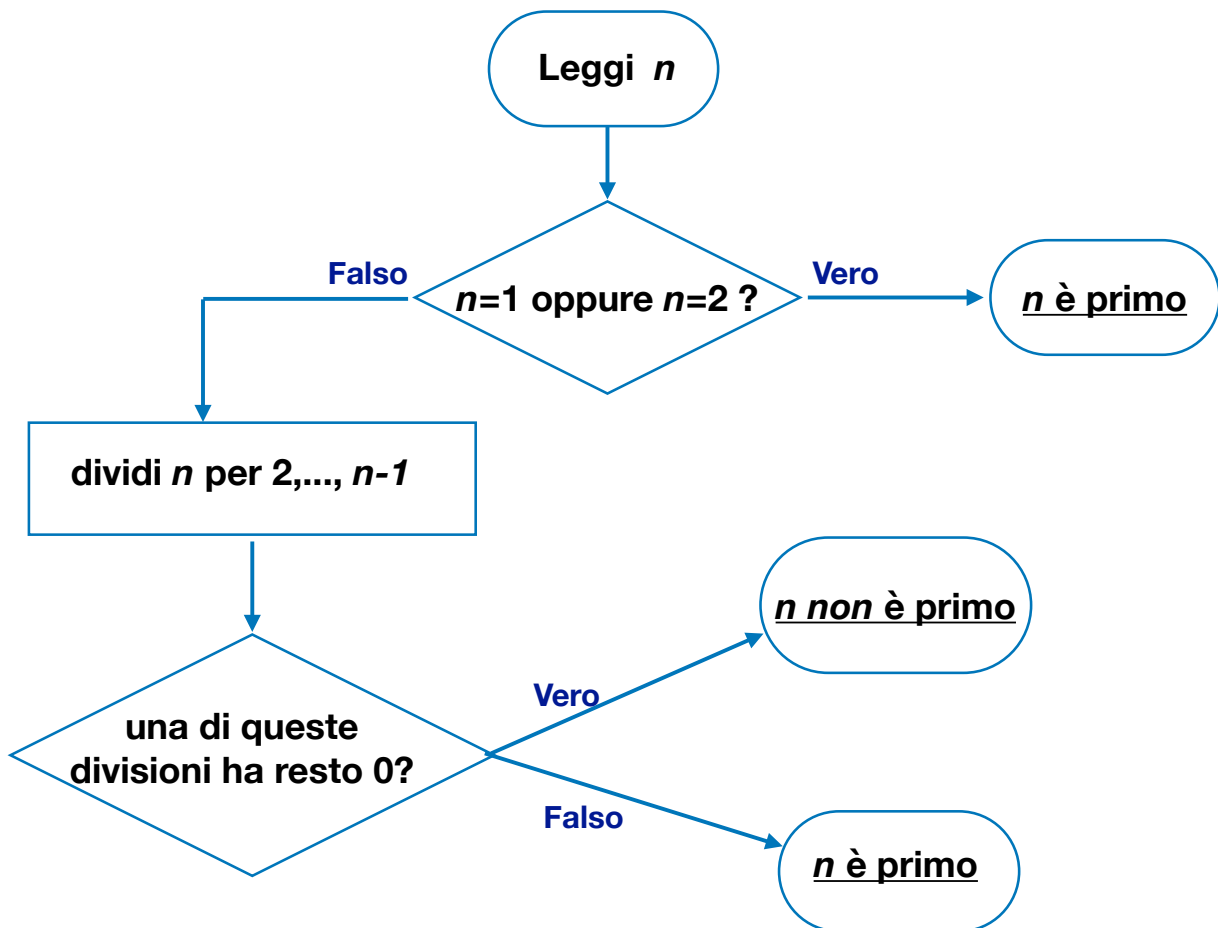 Leggi n
Falso
n=1 oppure n=2 ?
Vero
n è primo
dividi n per 2,..., n-1
n non è primo
Vero
una di queste
divisioni ha resto 0?
Falso
n è primo